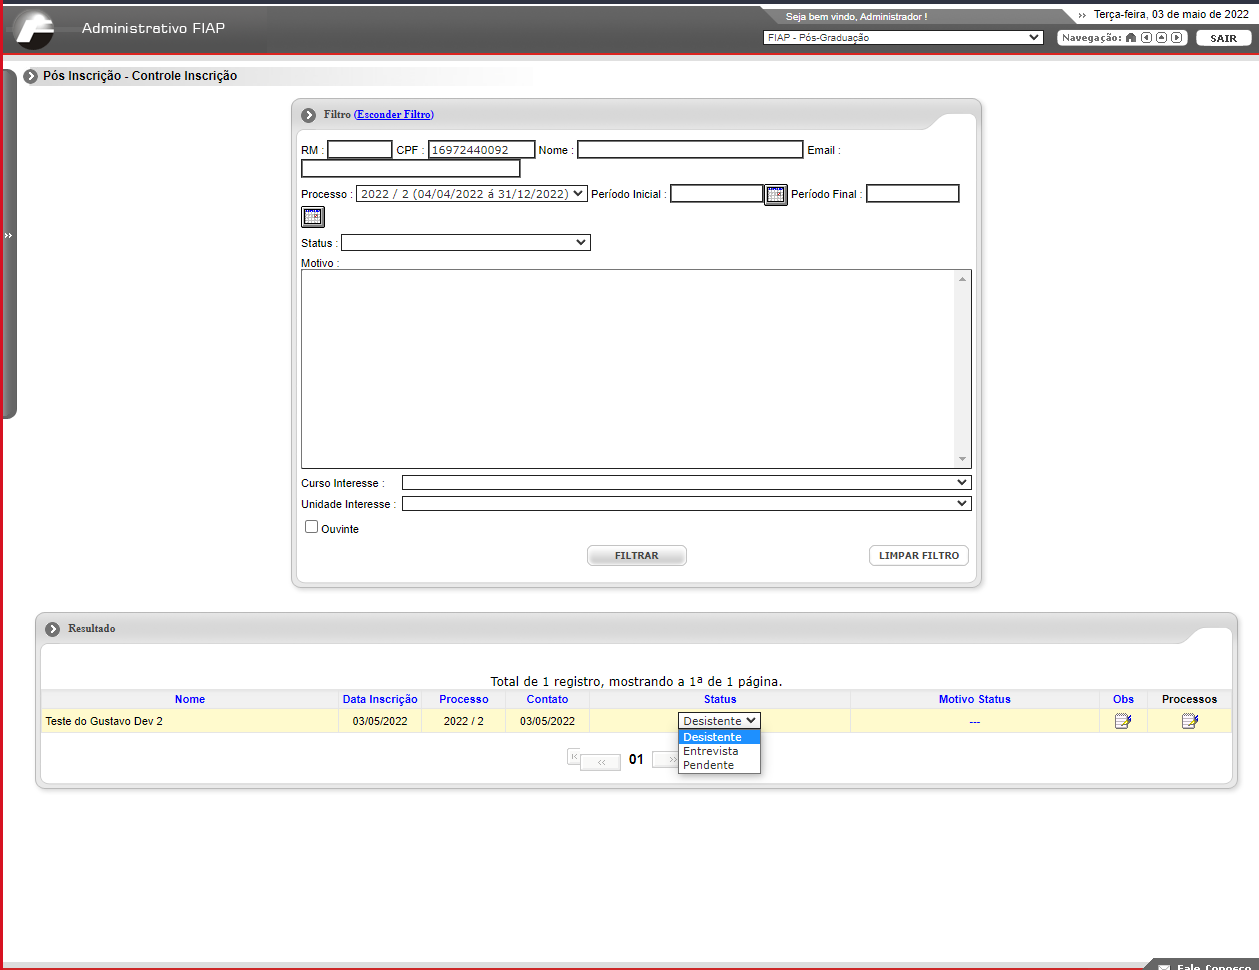 Administrativo FIAP
Seja bem vindo, Administrador !
Terça-feira, 03 de maio de 2022
FIAP - Pós-Graduação
Navegação:
SAIR
Pós Inscrição - Controle Inscrição
Filtro (Esconder Filtro)
RM : CPF : 16972440092 Nome : Email :
Processo : 2022 / 2 (04/04/2022 á 31/12/2022) Período Inicial : Período Final :
Status :
Motivo :
Curso Interesse :
Unidade Interesse :
Ouvinte
FILTRAR LIMPAR FILTRO
Resultado
Total de 1 registro, mostrando a 1ª de 1 página.
Nome Data Inscrição Processo Contato Status Motivo Status Obs Processos
Teste do Gustavo Dev 2 03/05/2022 2022 / 2 03/05/2022 Desistente ---
Desistente
Entrevista
Pendente
01
Fale Conosco